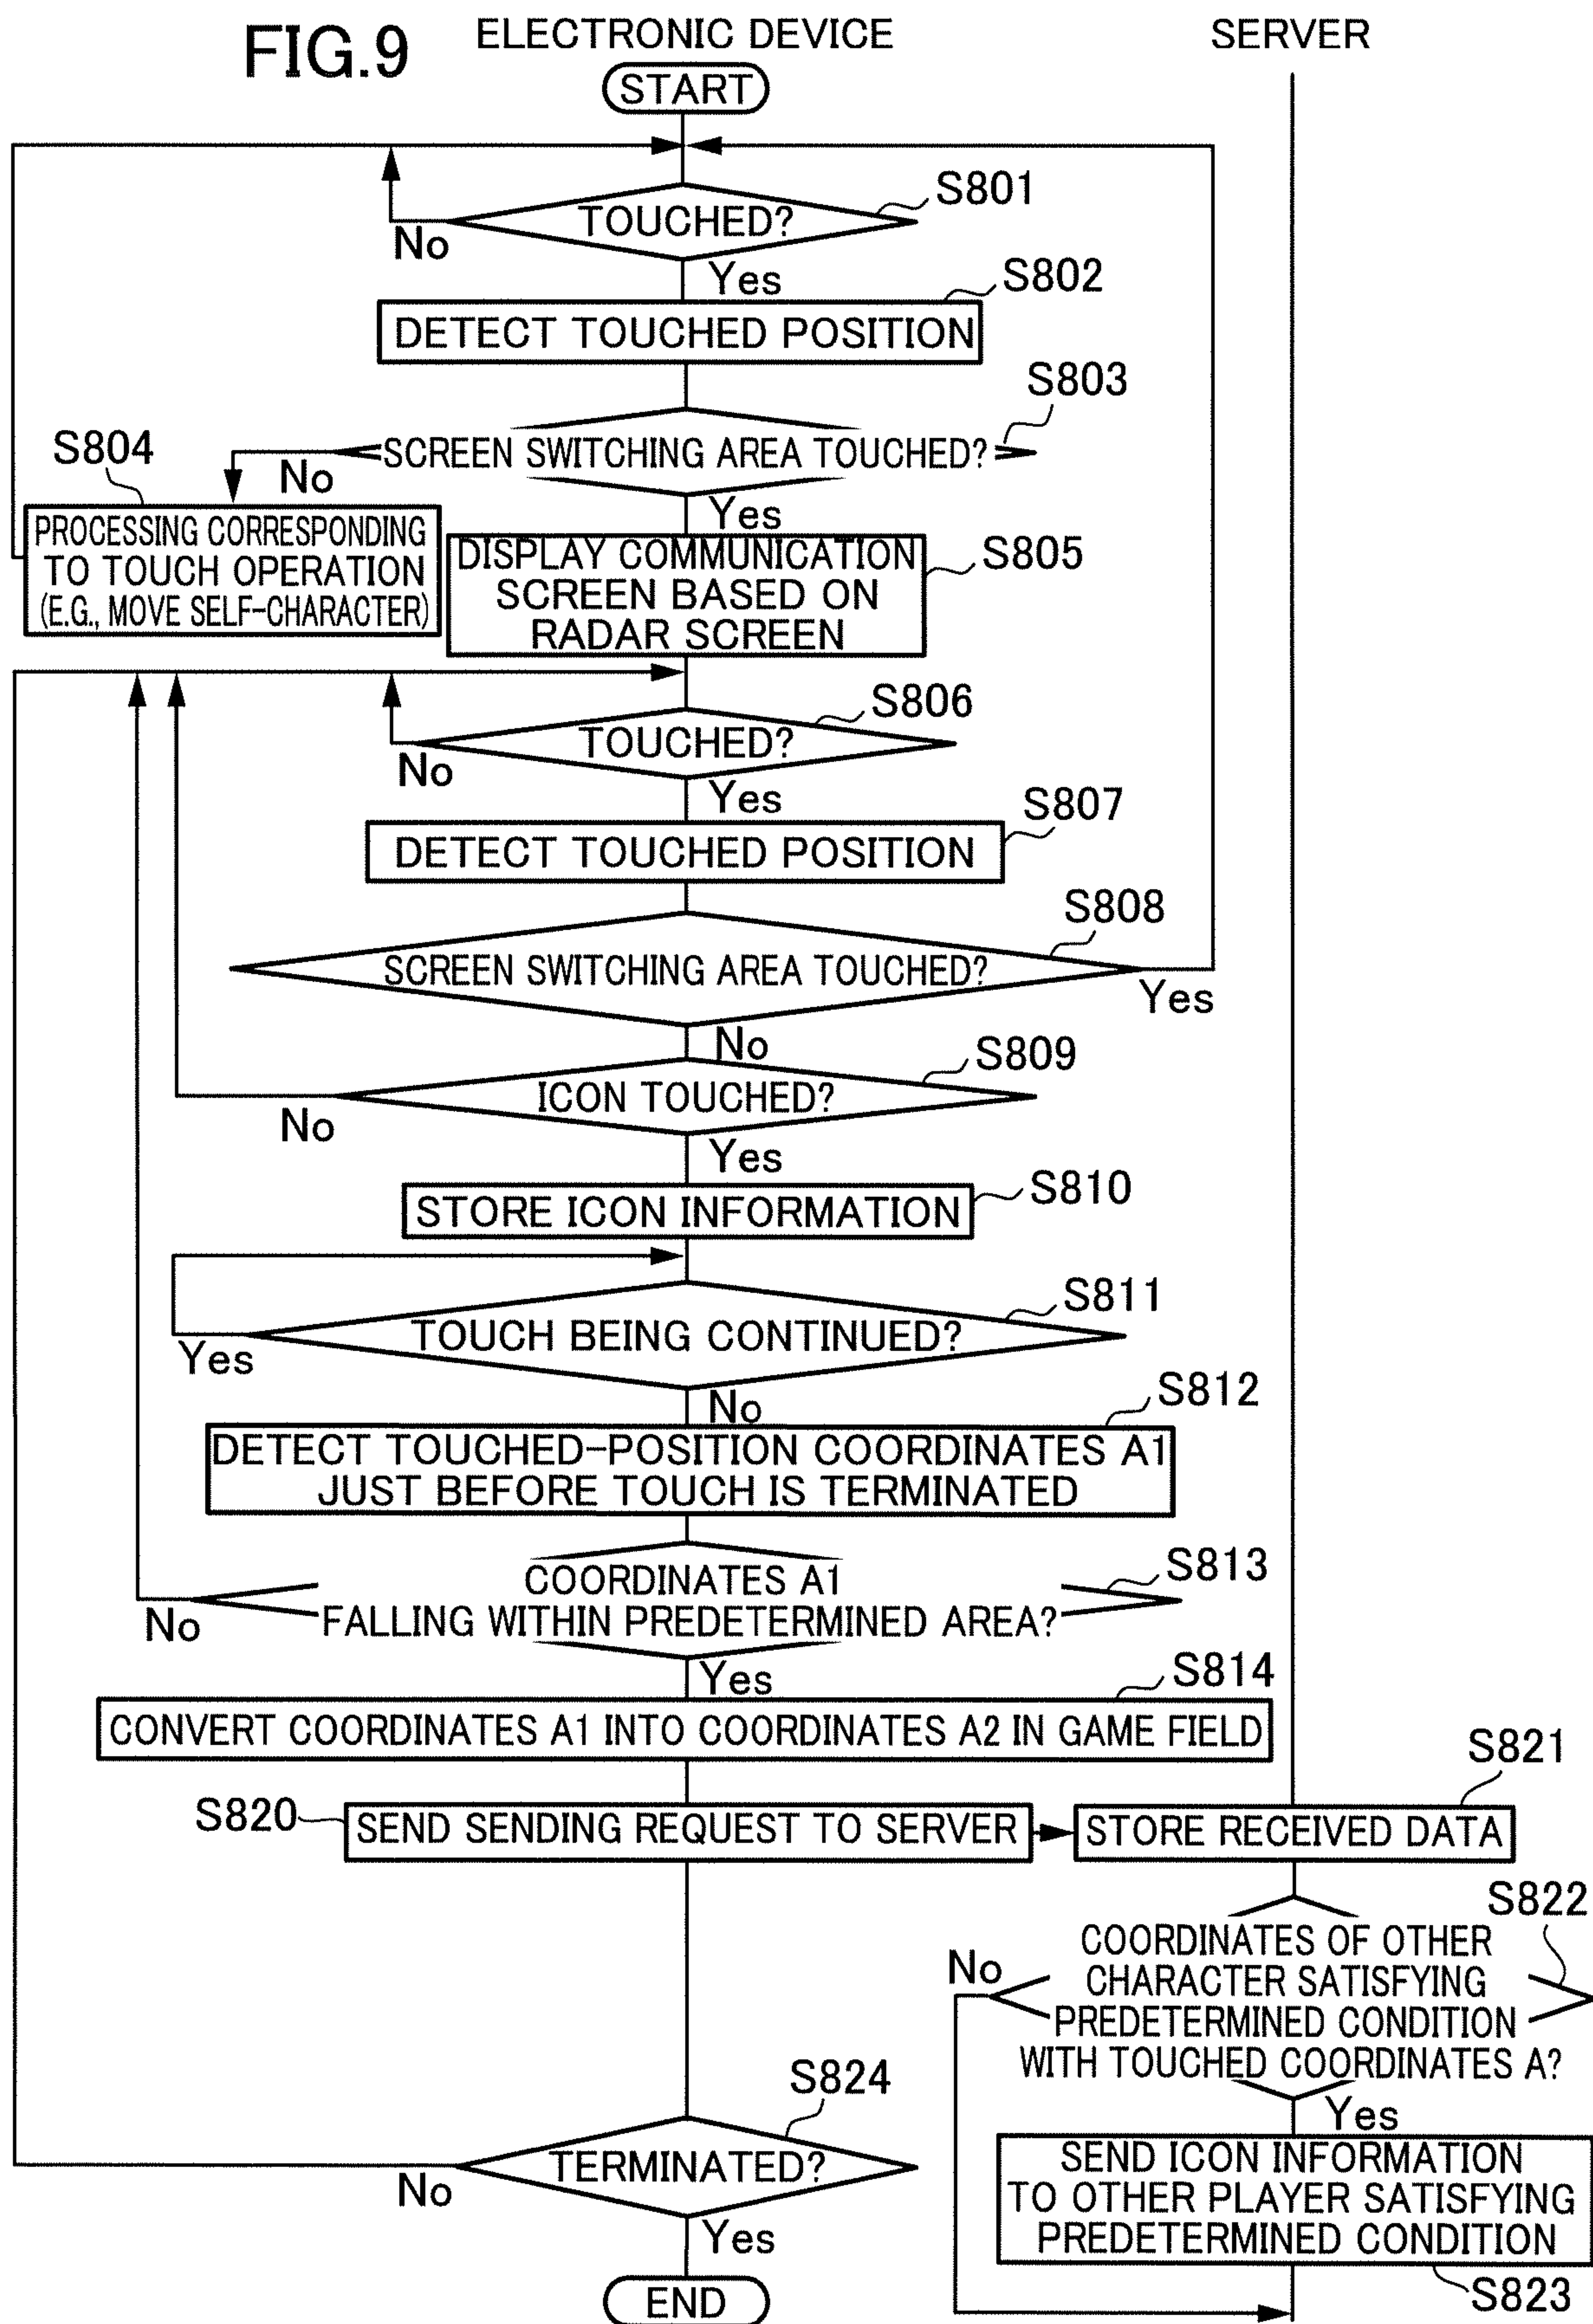 FIG.9
ELECTRONIC DEVICE
SERVER
START
S801
TOUCHED?
No
Yes
S802
DETECT TOUCHED POSITION
S803
SCREEN SWITCHING AREA TOUCHED?
S804
No
Yes
PROCESSING CORRESPONDING
TO TOUCH OPERATION
(E.G., MOVE SELF-CHARACTER)
S805
DISPLAY COMMUNICATION
SCREEN BASED ON
RADAR SCREEN
S806
TOUCHED?
No
Yes
S807
DETECT TOUCHED POSITION
S808
SCREEN SWITCHING AREA TOUCHED?
Yes
No
S809
ICON TOUCHED?
No
Yes
S810
STORE ICON INFORMATION
S811
TOUCH BEING CONTINUED?
Yes
No
S812
DETECT TOUCHED-POSITION COORDINATES A1
JUST BEFORE TOUCH IS TERMINATED
S813
COORDINATES A1
FALLING WITHIN PREDETERMINED AREA?
No
Yes
S814
CONVERT COORDINATES A1 INTO COORDINATES A2 IN GAME FIELD
S820
SEND SENDING REQUEST TO SERVER
S821
STORE RECEIVED DATA
S822
COORDINATES OF OTHER
CHARACTER SATISFYING
PREDETERMINED CONDITION
WITH TOUCHED COORDINATES A?
No
Yes
S824
TERMINATED?
No
Yes
SEND ICON INFORMATION
TO OTHER PLAYER SATISFYING
PREDETERMINED CONDITION
S823
END